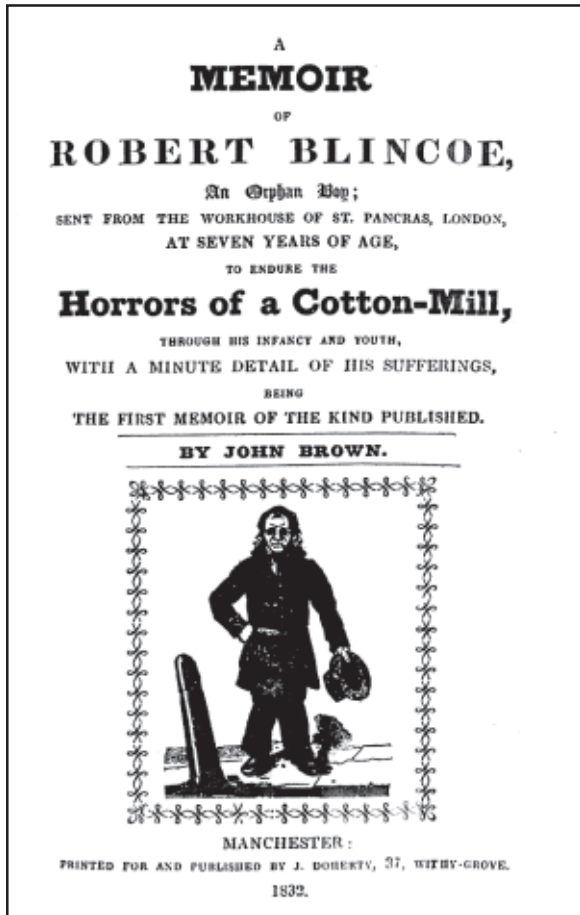 A
MEMOIR
OF
ROBERT BLINCOE,
An Orphan Boy;
SENT FROM THE WORKHOUSE OF ST. PANCRAS, LONDON,
AT SEVEN YEARS OF AGE,
TO ENDURE THE
Horrors of a Cotton-Mill,
THROUGH HIS INFANCY AND YOUTH,
WITH A MINUTE DETAIL OF HIS SUFFERINGS,
BEING
THE FIRST MEMOIR OF THE KIND PUBLISHED.
BY JOHN BROWN.
MANCHESTER:
PRINTED FOR AND PUBLISHED BY J. DOHERTY, 37, WITHY-GROVE.
1832.